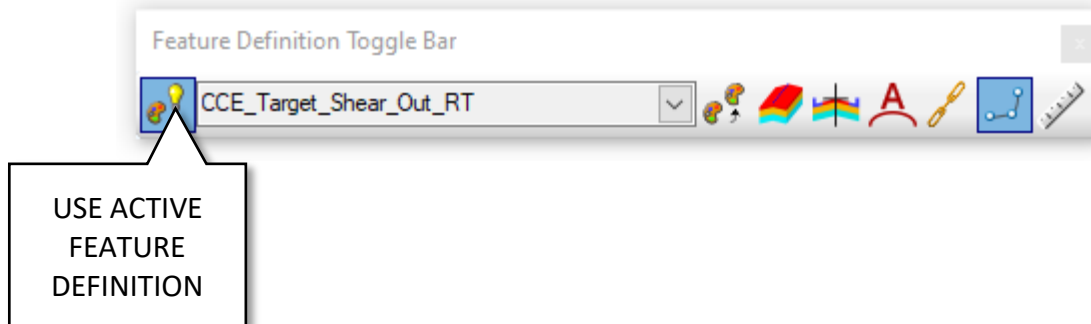 Feature Definition Toggle Bar
x
CCE_Target_Shear_Out_RT
A
USE ACTIVE
FEATURE
DEFINITION